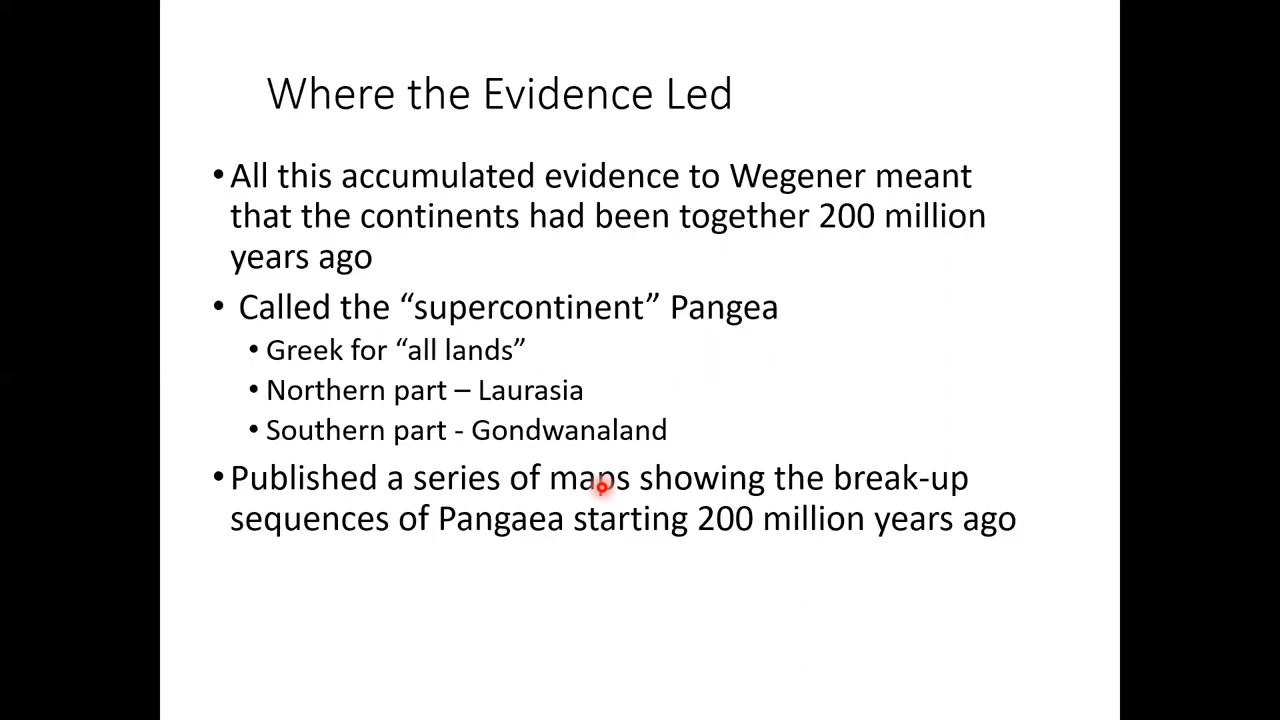 Where the Evidence Led
•All this accumulated evidence to Wegener meant
that the continents had been together 200 million
years ago
• Called the “supercontinent” Pangea
• Greek for “all lands”
• Northern part – Laurasia
• Southern part - Gondwanaland
•Published a series of maps showing the break-up
sequences of Pangaea starting 200 million years ago